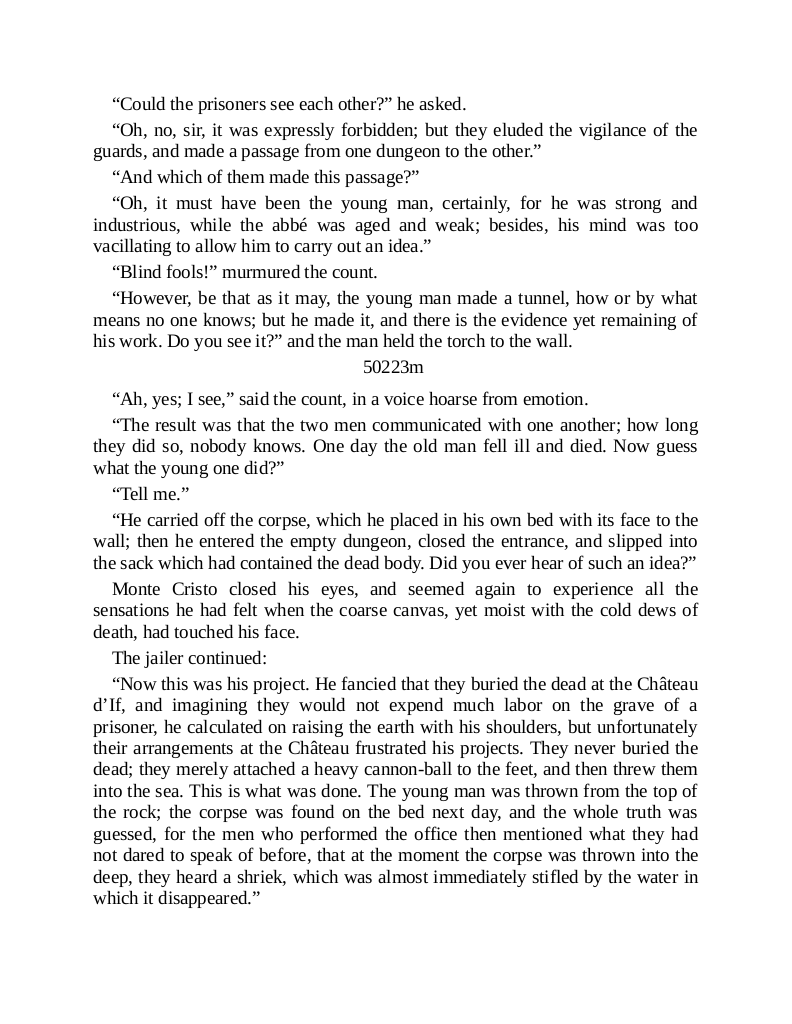 “Could the prisoners see each other?” he asked.
“Oh, no, sir, it was expressly forbidden; but they eluded the vigilance of the
guards, and made a passage from one dungeon to the other.”
“And which of them made this passage?”
“Oh, it must have been the young man, certainly, for he was strong and
industrious, while the abbé was aged and weak; besides, his mind was too
vacillating to allow him to carry out an idea.”
“Blind fools!” murmured the count.
“However, be that as it may, the young man made a tunnel, how or by what
means no one knows; but he made it, and there is the evidence yet remaining of
his work. Do you see it?” and the man held the torch to the wall.
50223m
“Ah, yes; I see,” said the count, in a voice hoarse from emotion.
“The result was that the two men communicated with one another; how long
they did so, nobody knows. One day the old man fell ill and died. Now guess
what the young one did?”
“Tell me.”
“He carried off the corpse, which he placed in his own bed with its face to the
wall; then he entered the empty dungeon, closed the entrance, and slipped into
the sack which had contained the dead body. Did you ever hear of such an idea?”
Monte Cristo closed his eyes, and seemed again to experience all the
sensations he had felt when the coarse canvas, yet moist with the cold dews of
death, had touched his face.
The jailer continued:
“Now this was his project. He fancied that they buried the dead at the Château
d’If, and imagining they would not expend much labor on the grave of a
prisoner, he calculated on raising the earth with his shoulders, but unfortunately
their arrangements at the Château frustrated his projects. They never buried the
dead; they merely attached a heavy cannon-ball to the feet, and then threw them
into the sea. This is what was done. The young man was thrown from the top of
the rock; the corpse was found on the bed next day, and the whole truth was
guessed, for the men who performed the office then mentioned what they had
not dared to speak of before, that at the moment the corpse was thrown into the
deep, they heard a shriek, which was almost immediately stifled by the water in
which it disappeared.”